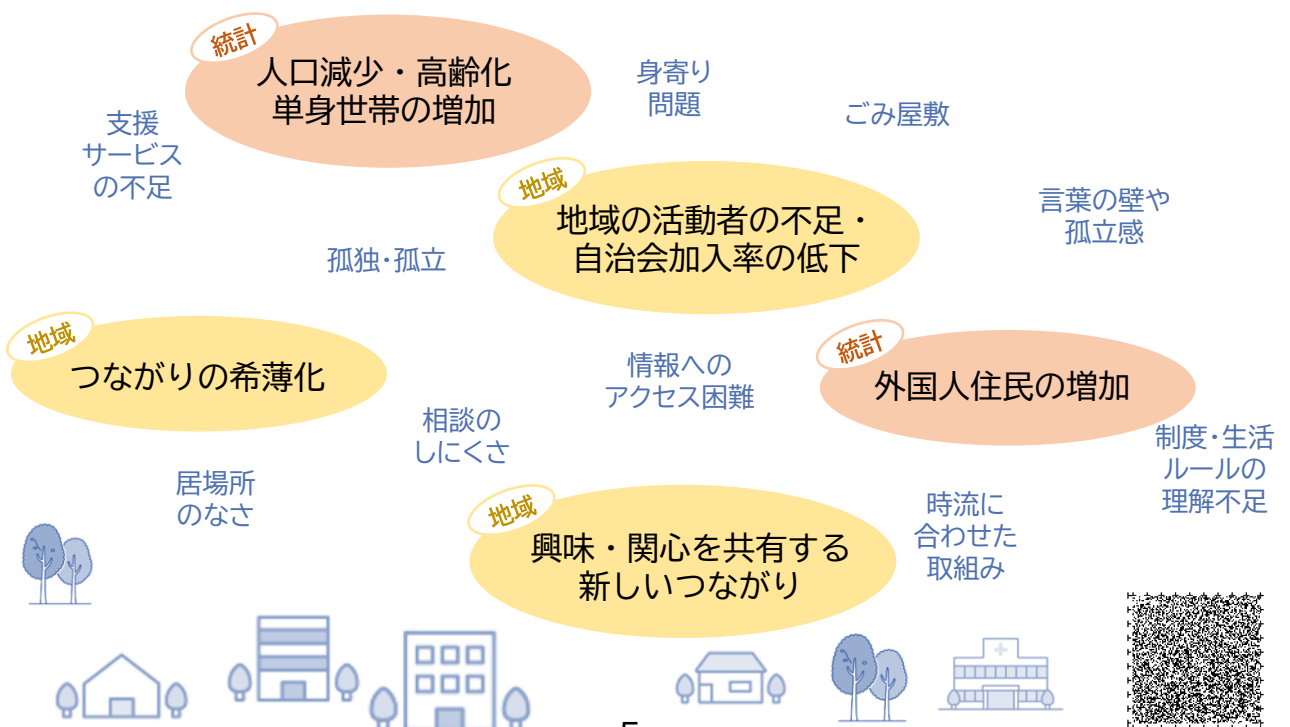 統計
人口減少・高齢化
単身世帯の増加
身寄り
問題
ごみ屋敷
支援
サービス
の不足
地域
地域の活動者の不足・
自治会加入率の低下
言葉の壁や
孤立感
孤独・孤立
地域
つながりの希薄化
情報への
アクセス困難
統計
外国人住民の増加
相談の
しにくさ
制度・生活
ルールの
理解不足
居場所
のなさ
地域
興味・関心を共有する
新しいつながり
時流に
合わせた
取組み